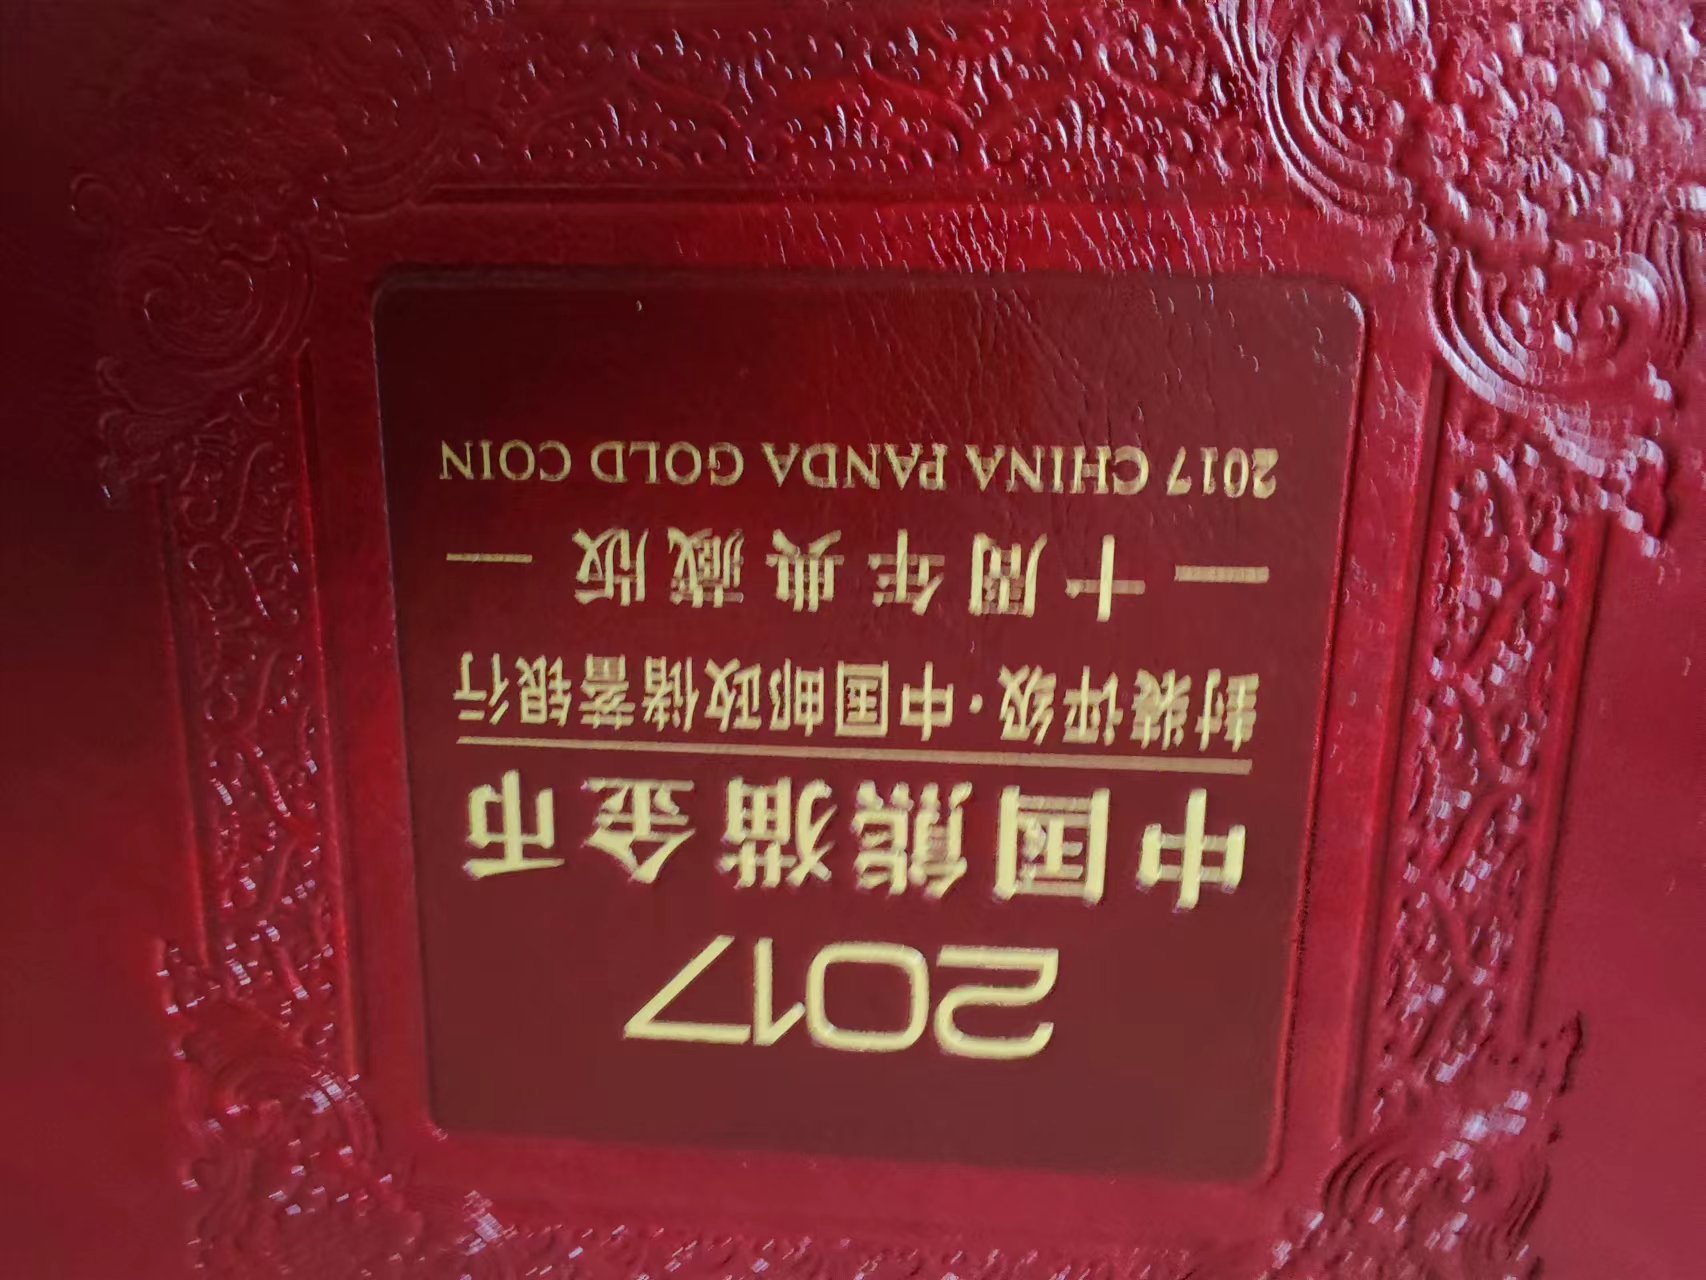 2017
中国熊猫金币
封装评级·中国邮政储蓄银行
— 十周年典藏版 —
2017 CHINA PANDA GOLD COIN